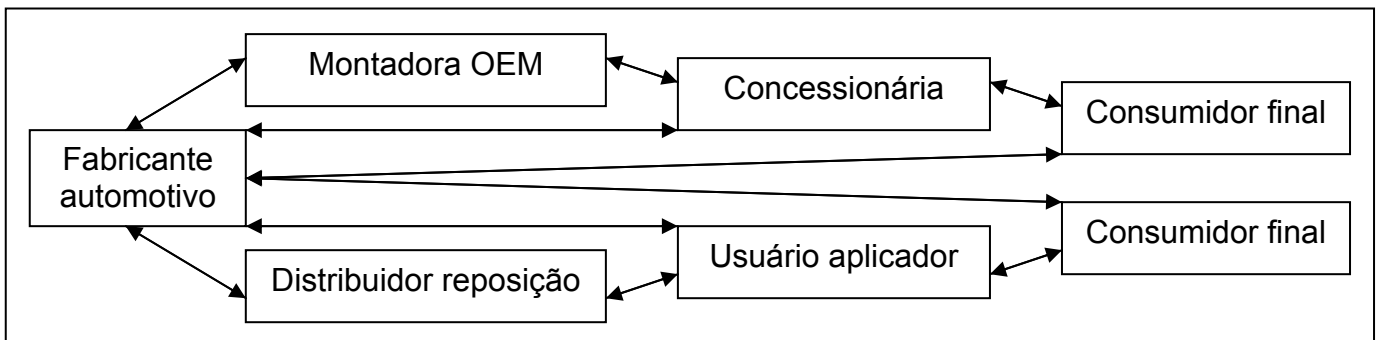 Montadora OEM
Concessionária
Consumidor final
Fabricante
automotivo
Consumidor final
Usuário aplicador
Distribuidor reposição